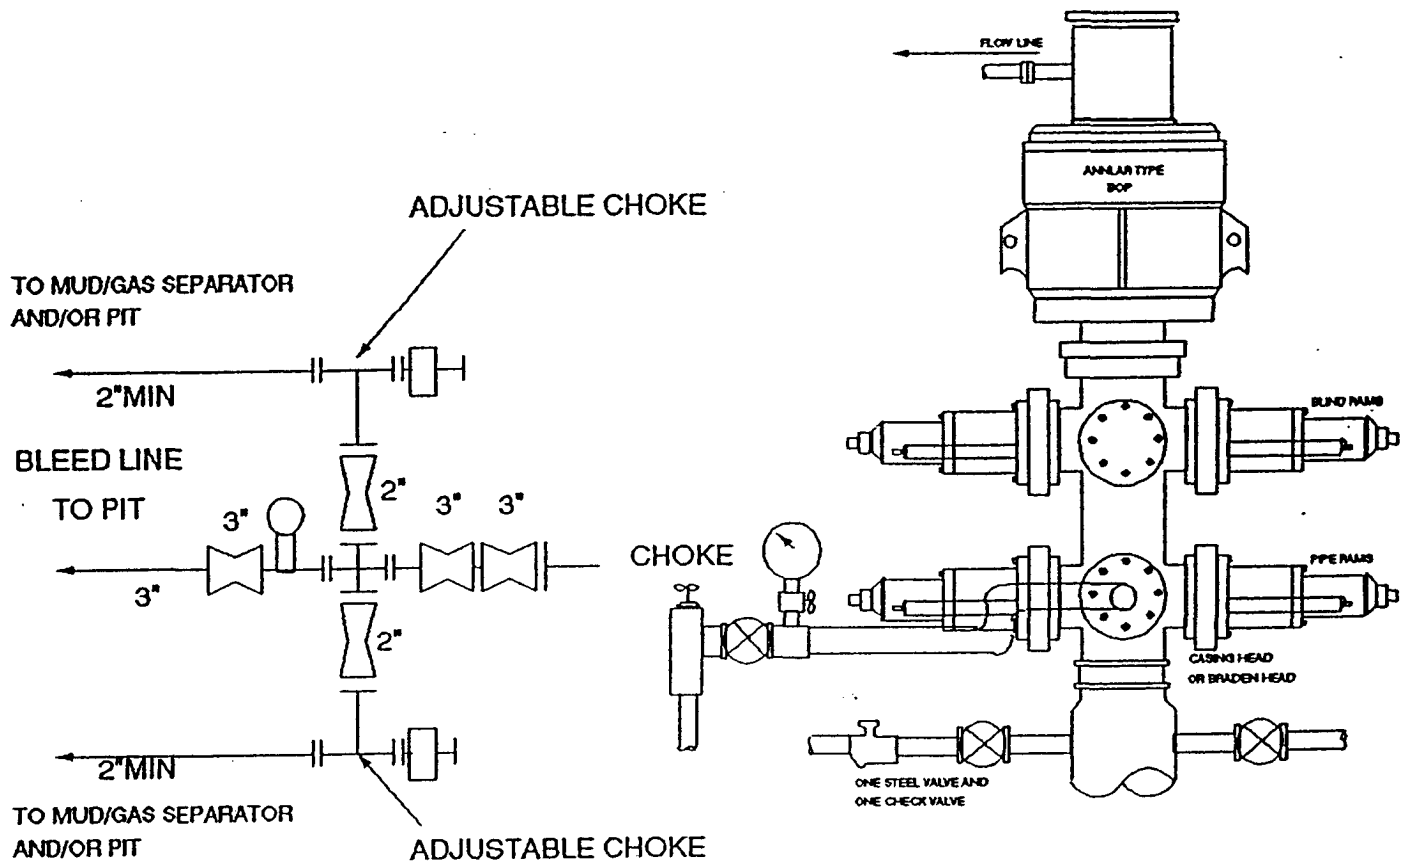 FLOW LINE
ANNLAR TYPE
BOP
ADJUSTABLE CHOKE
TO MUD/GAS SEPARATOR
AND/OR PIT
2"MIN
BLIND RAMS
BLEED LINE
TO PIT
2"
3"
3"
3"
CHOKE
PIPE RAMS
3"
2"
CASING HEAD
OR BRADEN HEAD
2"MIN
ONE STEEL VALVE AND
ONE CHECK VALVE
TO MUD/GAS SEPARATOR
AND/OR PIT
ADJUSTABLE CHOKE